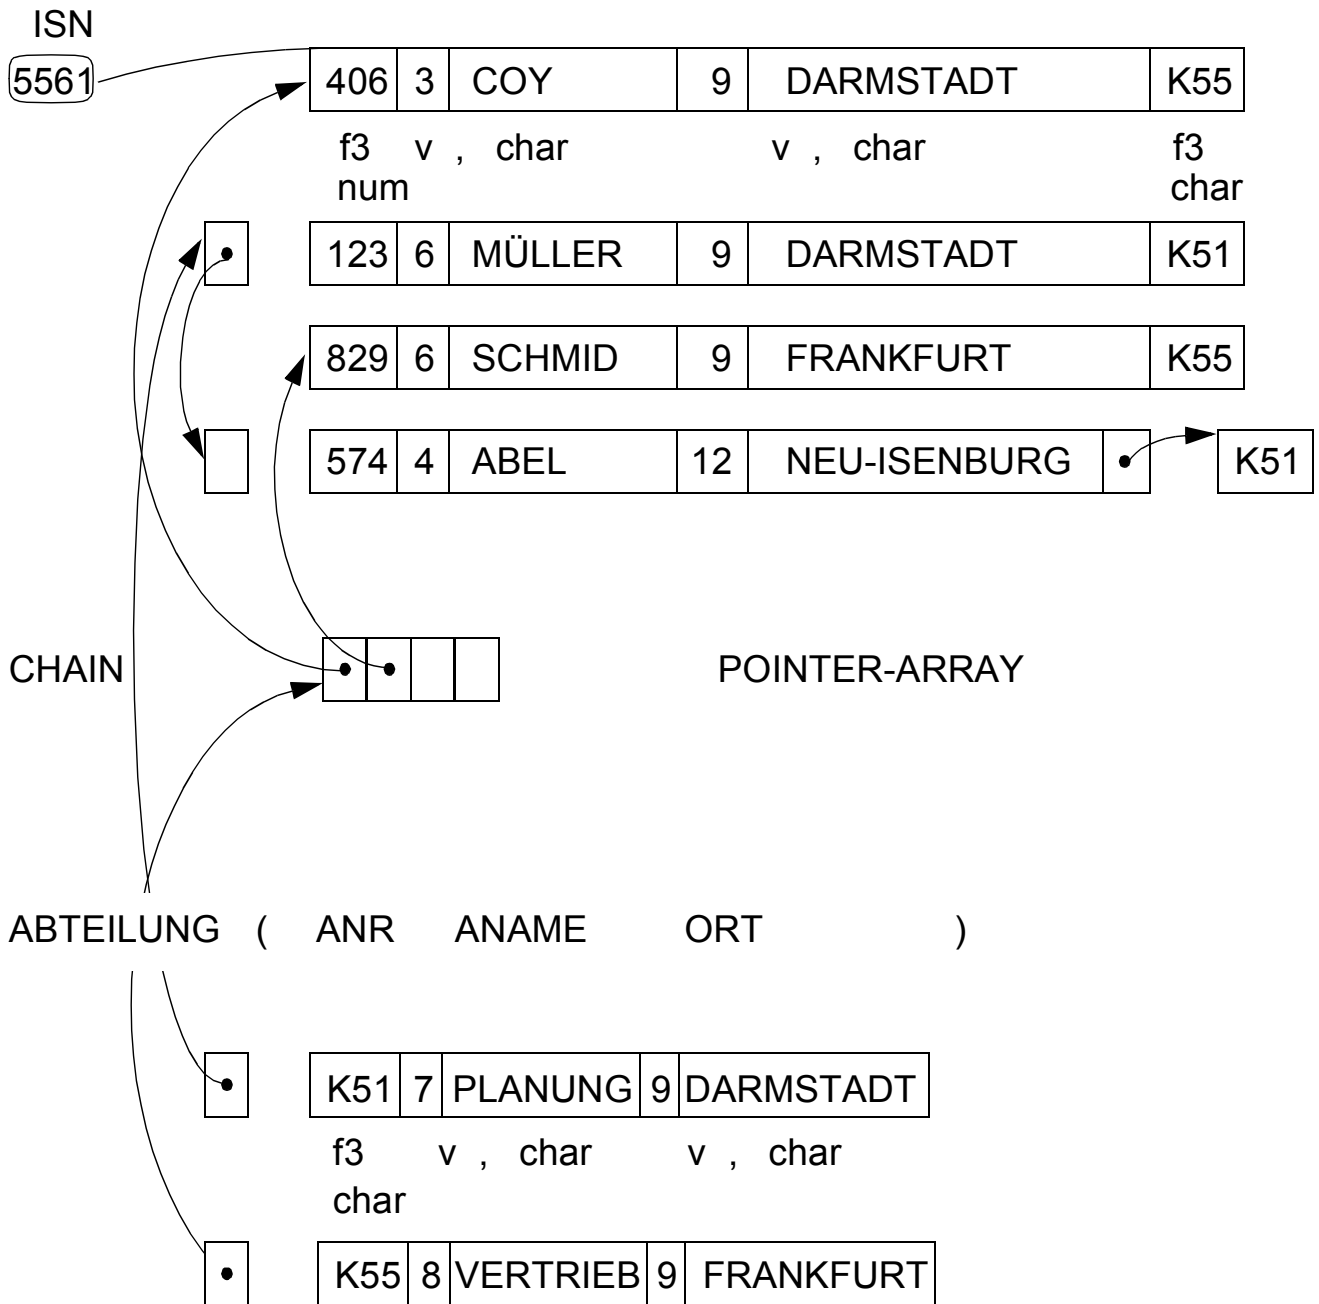 ISN
5561 406 3 COY 9 DARMSTADT K55
f3 v , char v , char f3
num char
123 6 MÜLLER 9 DARMSTADT K51
829 6 SCHMID 9 FRANKFURT K55
574 4 ABEL 12 NEU-ISENBURG K51
CHAIN POINTER-ARRAY
ABTEILUNG ( ANR ANAME ORT )
K51 7 PLANUNG 9 DARMSTADT
f3 v , char v , char
char
K55 8 VERTRIEB 9 FRANKFURT